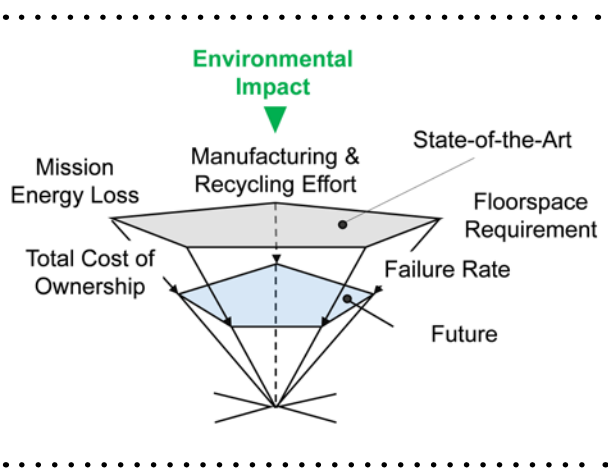 Environmental
Impact
State-of-the-Art
Manufacturing &
Recycling Effort
Mission
Energy Loss
Floorspace
Requirement
Total Cost of
Ownership
Failure Rate
Future